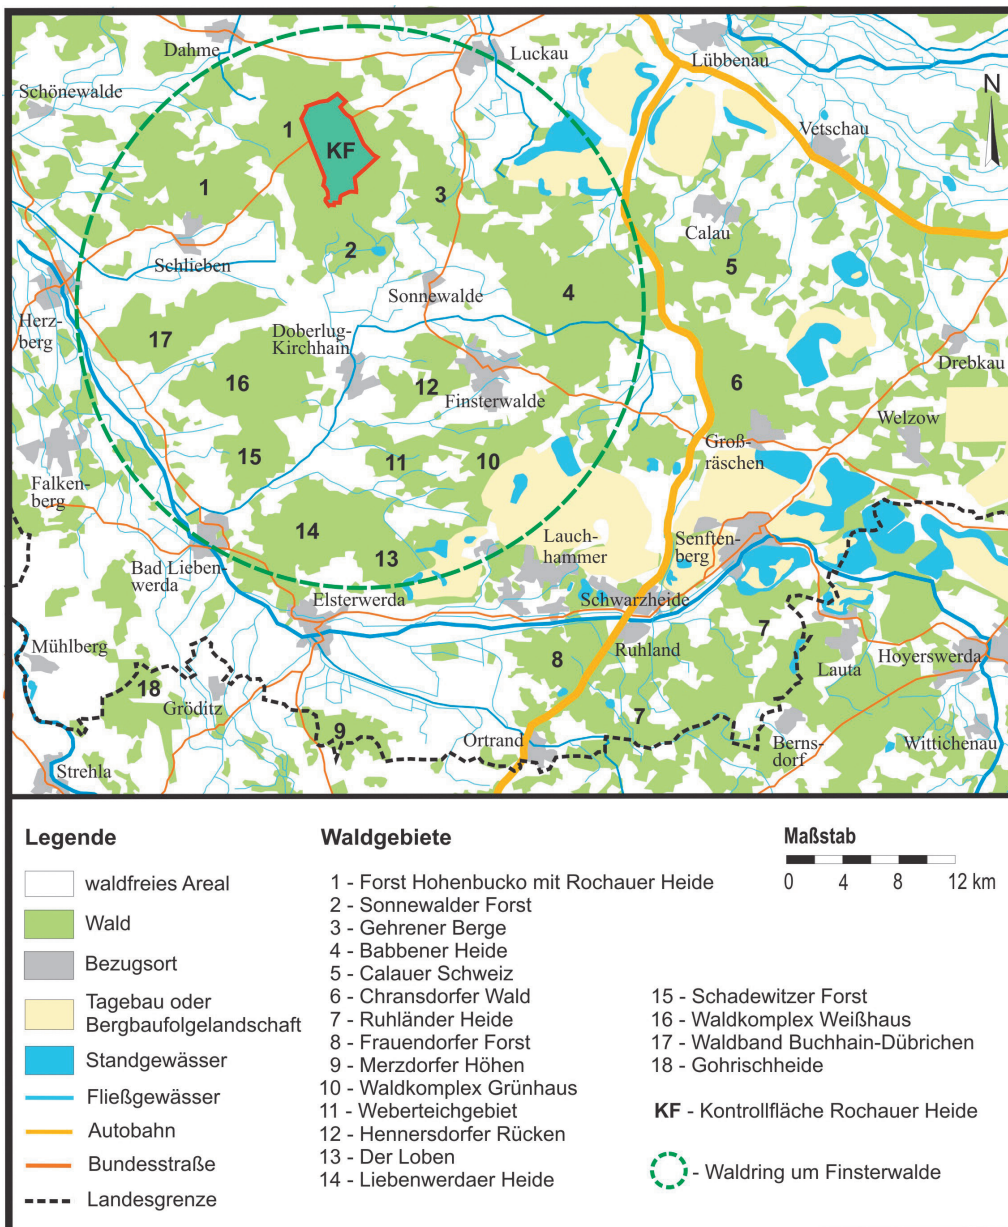 Dahme
Luckau
Lübbenau
Schönewalde
N
Vetschau
1
KF
1
3
Calau
2
5
Schlieben
Sonnewalde
4
Herz-
berg
17
Doberlug-
Kirchhain
Drebkau
16
12
6
Finsterwalde
Welzow
Groß-
räschen
15
11
10
Falken-
berg
14
Lauch-
hammer
Senften-
berg
13
Bad Lieben-
werda
Elsterwerda
Schwarzheide
7
Mühlberg
8
Ruhland
Lauta
Hoyerswerda
18
Gröditz
7
9
Ortrand
Berns-
dorf
Wittichenau
Strehla
Legende
waldfreies Areal
Wald
Bezugsort
Tagebau oder
Bergbaufolgelandschaft
Standgewässer
Fließgewässer
Autobahn
Bundesstraße
Landesgrenze
Waldgebiete
1 - Forst Hohenbucko mit Rochauer Heide
2 - Sonnewalder Forst
3 - Gehrener Berge
4 - Babbener Heide
5 - Calauer Schweiz
6 - Chransdorfer Wald
7 - Ruhländer Heide
8 - Frauendorfer Forst
9 - Merzdorfer Höhen
10 - Waldkomplex Grünhaus
11 - Weberteichgebiet
12 - Hennersdorfer Rücken
13 - Der Loben
14 - Liebenwerdaer Heide
Maßstab
0 4 8 12 km
15 - Schadewitzer Forst
16 - Waldkomplex Weißhaus
17 - Waldband Buchhain-Dübrichen
18 - Gohrischheide
KF - Kontrollfläche Rochauer Heide
- Waldring um Finsterwalde